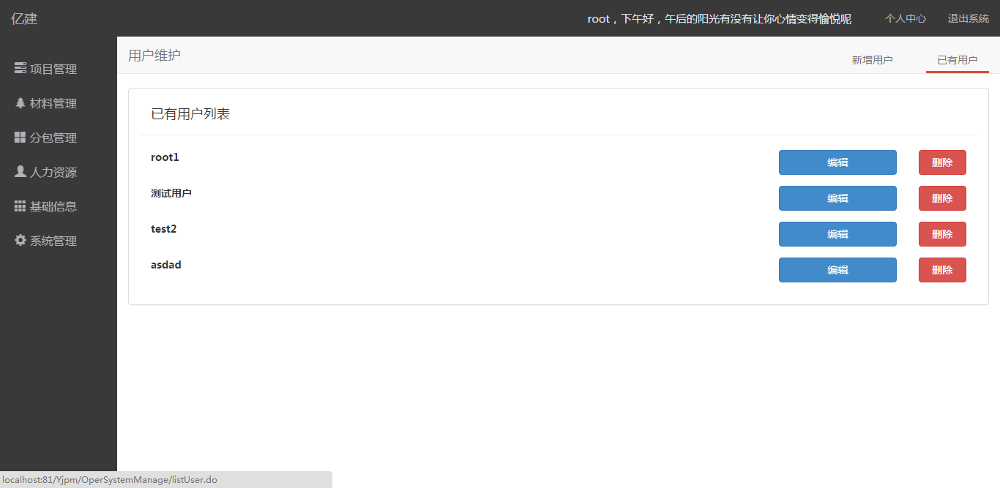 亿建
root，下午好，午后的阳光有没有让你心情变得愉悦呢 个人中心 退出系统
用户维护 新增用户 已有用户
项目管理
材料管理
分包管理
人力资源
基础信息
系统管理
已有用户列表
root1 编辑 删除
测试用户 编辑 删除
test2 编辑 删除
asdad 编辑 删除
localhost:81/Yjpm/OperSystemManage/listUser.do